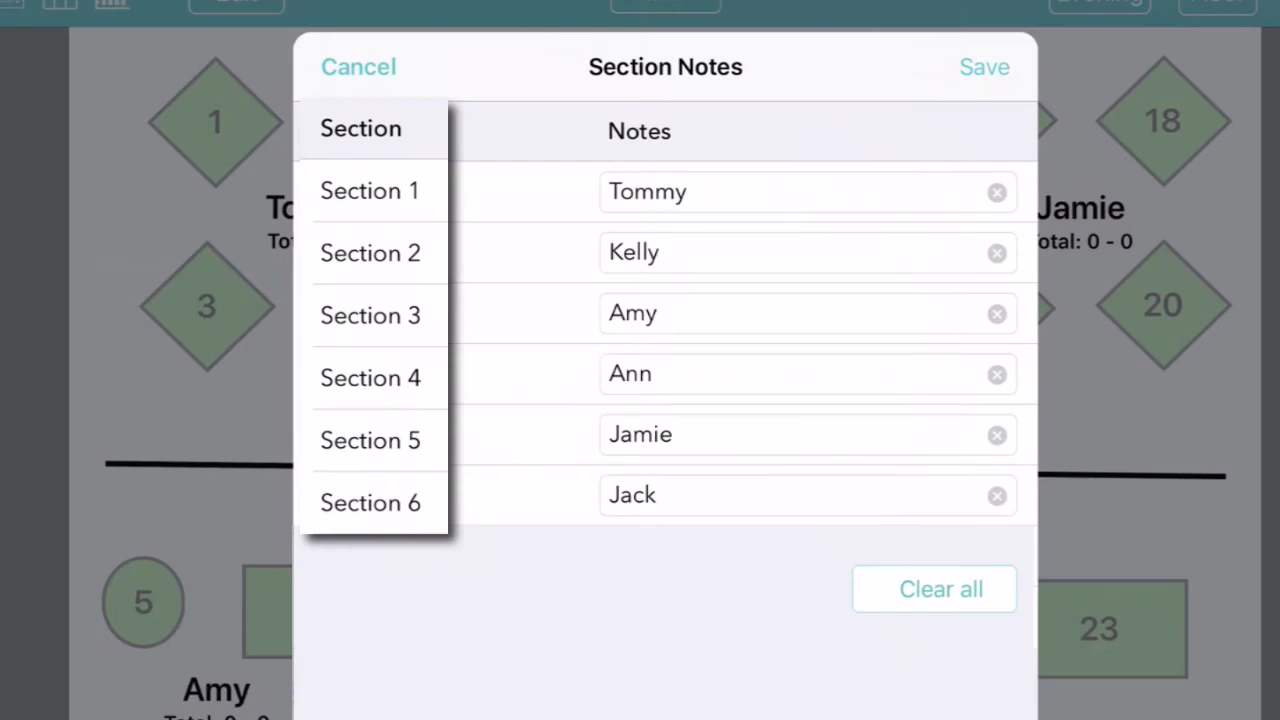 Cancel Section Notes Save
Section Notes
Section 1 Tommy
Section 2 Kelly
Section 3 Amy
Section 4 Ann
Section 5 Jamie
Section 6 Jack
Clear all
1
18
Jamie
Total: 0 - 0
3
20
5
23
Amy